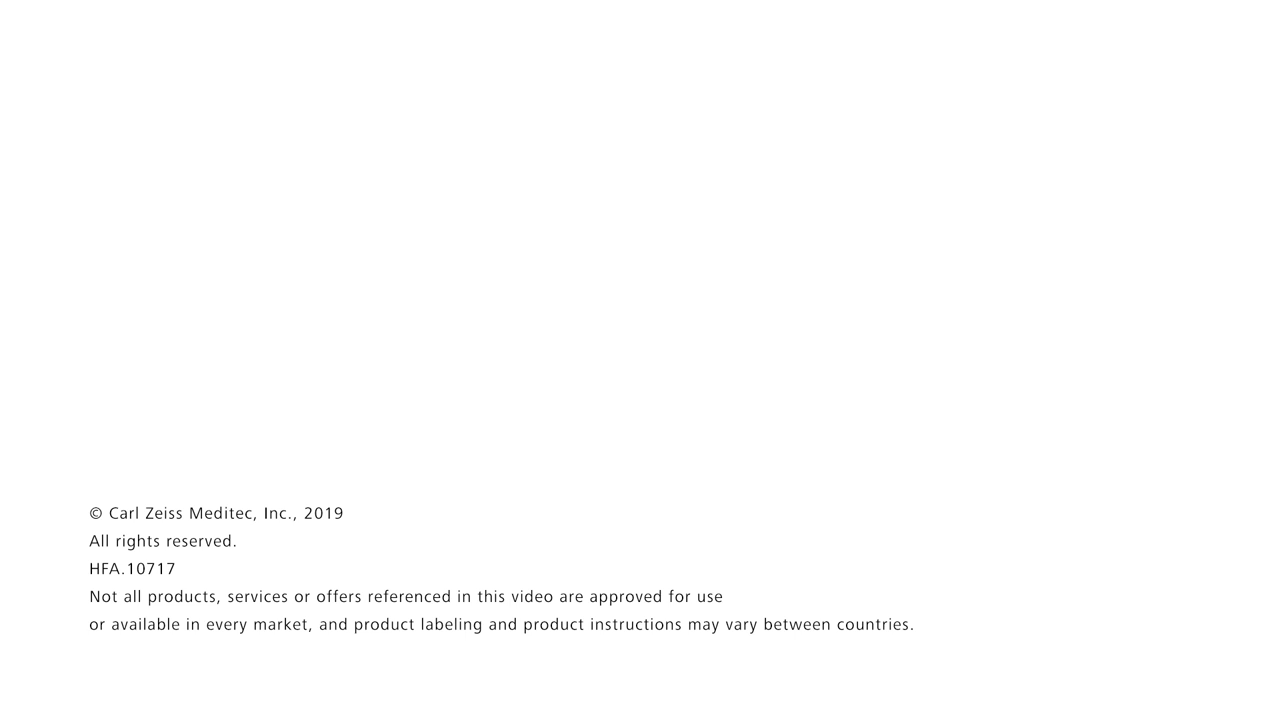 © Carl Zeiss Meditec, Inc., 2019
All rights reserved.
HFA.10717
Not all products, services or offers referenced in this video are approved for use
or available in every market, and product labeling and product instructions may vary between countries.